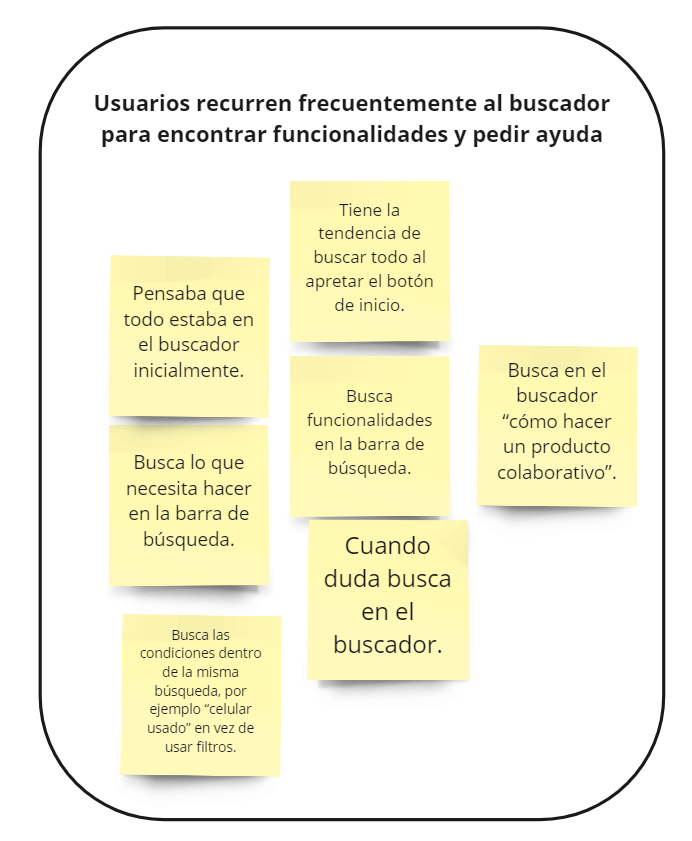 Usuarios recurren frecuentemente al buscador
para encontrar funcionalidades y pedir ayuda
Tiene la
tendencia de
buscar todo al
apretar el botón
de inicio.
Pensaba que
todo estaba en
el buscador
inicialmente.
Busca en el
buscador
“cómo hacer
un producto
colaborativo”.
Busca
funcionalidades
en la barra de
búsqueda.
Busca lo que
necesita hacer
en la barra de
búsqueda.
Cuando
duda busca
en el
buscador.
Busca las
condiciones dentro
de la misma
búsqueda, por
ejemplo “celular
usado” en vez de
usar filtros.